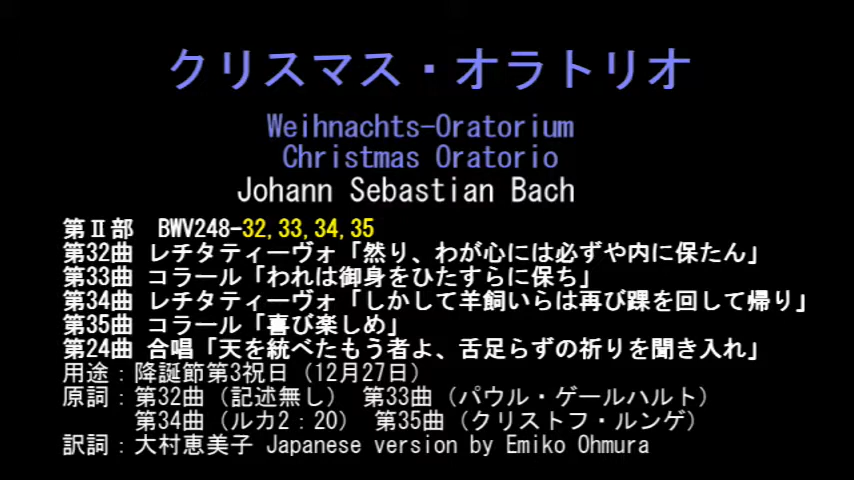 クリスマス・オラトリオ
Weihnachts-Oratorium
Christmas Oratorio
Johann Sebastian Bach
第Ⅱ部 BWV248-32,33,34,35
第32曲 レチタティーヴォ「然り、わが心には必ずや内に保たん」
第33曲 コラール「われは御身をひたすらに保ち」
第34曲 レチタティーヴォ「しかして羊飼いらは再び踝を回して帰り」
第35曲 コラール「喜び楽しめ」
第24曲 合唱「天を統べたもう者よ、舌足らずの祈りを聞き入れ」
用途：降誕節第3祝日（12月27日）
原詞：第32曲（記述無し） 第33曲（パウル・ゲールハルト）
第34曲（ルカ2：20） 第35曲（クリストフ・ルンゲ）
訳詞：大村恵美子 Japanese version by Emiko Ohmura